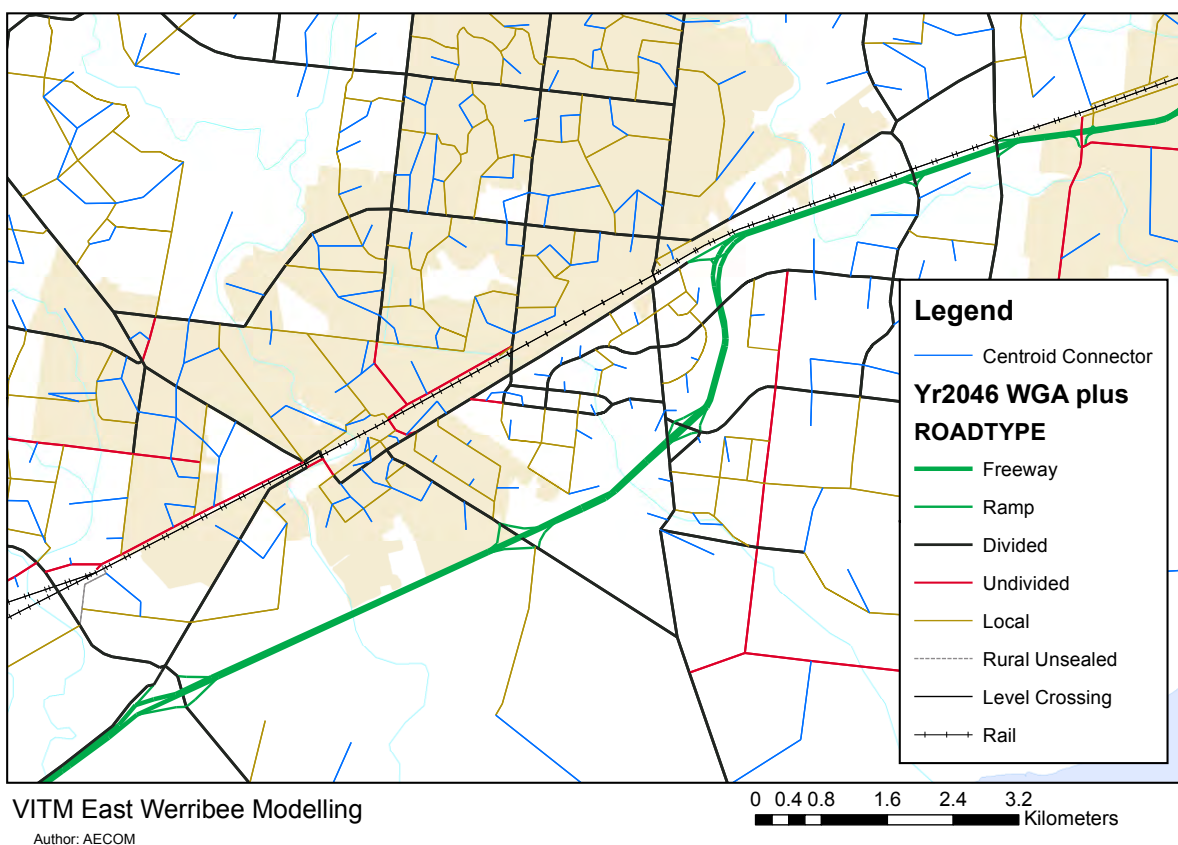 Legend
Centroid Connector
Yr2046 WGA plus
ROADTYPE
Freeway
Ramp
Divided
Undivided
Local
Rural Unsealed
Level Crossing
Rail
VITM East Werribee Modelling
Author: AECOM
0 0.4 0.8 1.6 2.4 3.2
Kilometers